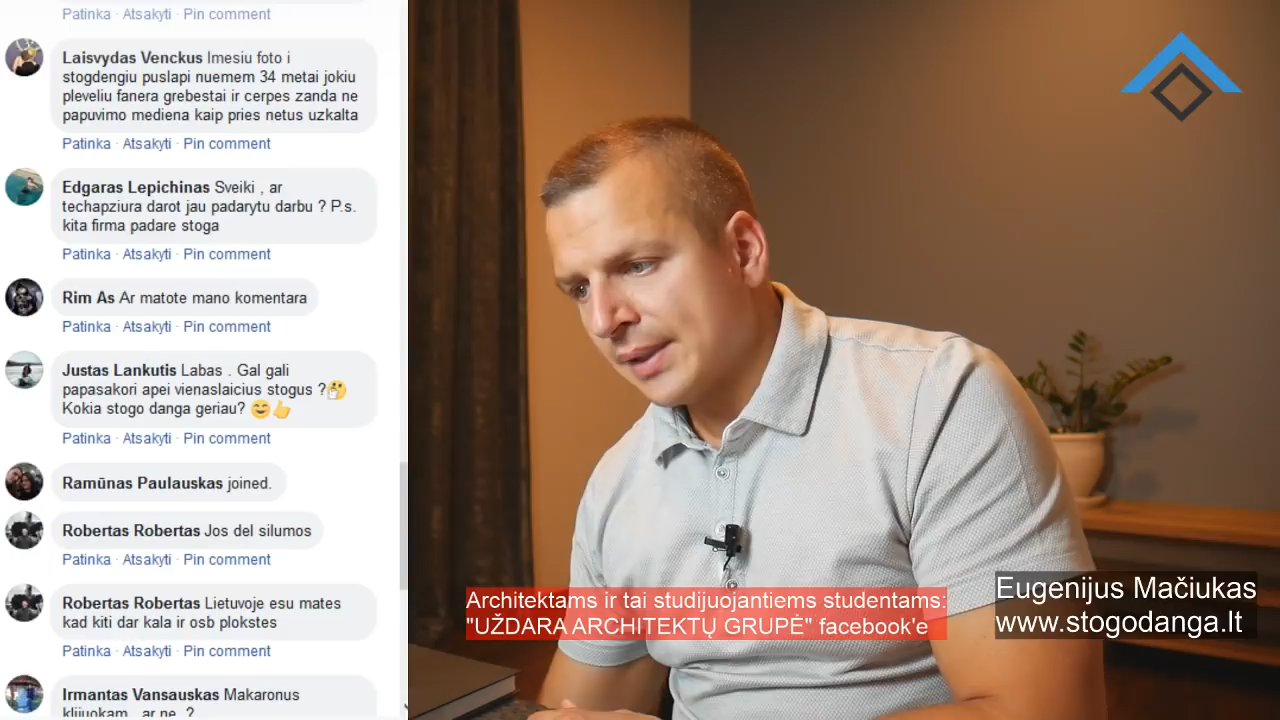 Patinka · Atsakyti · Pin comment
Laisvydas Venckus Imesiu foto i
stogdengiu puslapi nuemem 34 metai jokiu
pleveliu fanera grebestai ir cerpes zanda ne
papuvimo mediena kaip pries netus uzkalta
Patinka · Atsakyti · Pin comment
Edgaras Lepichinas Sveiki , ar
techapziura darot jau padarytu darbu ? P.s.
kita firma padare stoga
Patinka · Atsakyti · Pin comment
Rim As Ar matote mano komentara
Patinka · Atsakyti · Pin comment
Justas Lankutis Labas . Gal gali
papasakori apei vienaslaicius stogus ?🤔
Kokia stogo danga geriau? 😄👍
Patinka · Atsakyti · Pin comment
Ramūnas Paulauskas joined.
Robertas Robertas Jos del silumos
Patinka · Atsakyti · Pin comment
Robertas Robertas Lietuvoje esu mates
kad kiti dar kala ir osb plokstes
Patinka · Atsakyti · Pin comment
Irmantas Vansauskas Makaronus
klijuokam , ar ne ?
Architektams ir tai studijuojantiems studentams:
"UŽDARA ARCHITEKTŲ GRUPĖ" facebook'e
Eugenijus Mačiukas
www.stogodanga.lt